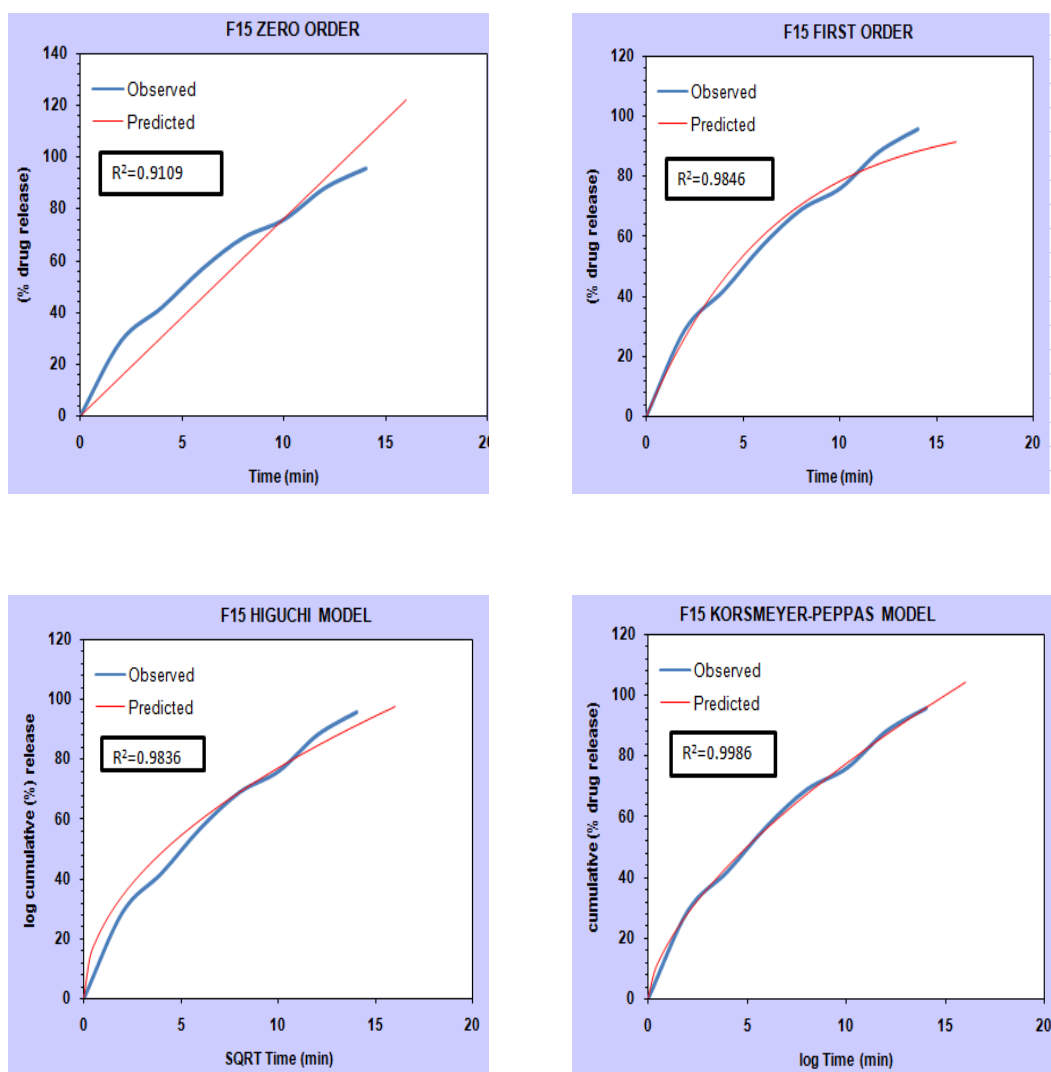 F15 ZERO ORDER
140
120
100
80
60
40
20
0
(% drug release)
Observed
Predicted
R²=0.9109
0 5 10 15 20
Time (min)
F15 FIRST ORDER
120
100
80
60
40
20
0
(% drug release)
Observed
Predicted
R²=0.9846
0 5 10 15 20
Time (min)
F15 HIGUCHI MODEL
120
100
80
60
40
20
0
log cumulative (%) release
Observed
Predicted
R²=0.9836
0 5 10 15 20
SQRT Time (min)
F15 KORSMEYER-PEPPAS MODEL
120
100
80
60
40
20
0
cumulative (% drug release)
Observed
Predicted
R²=0.9986
0 5 10 15 20
log Time (min)